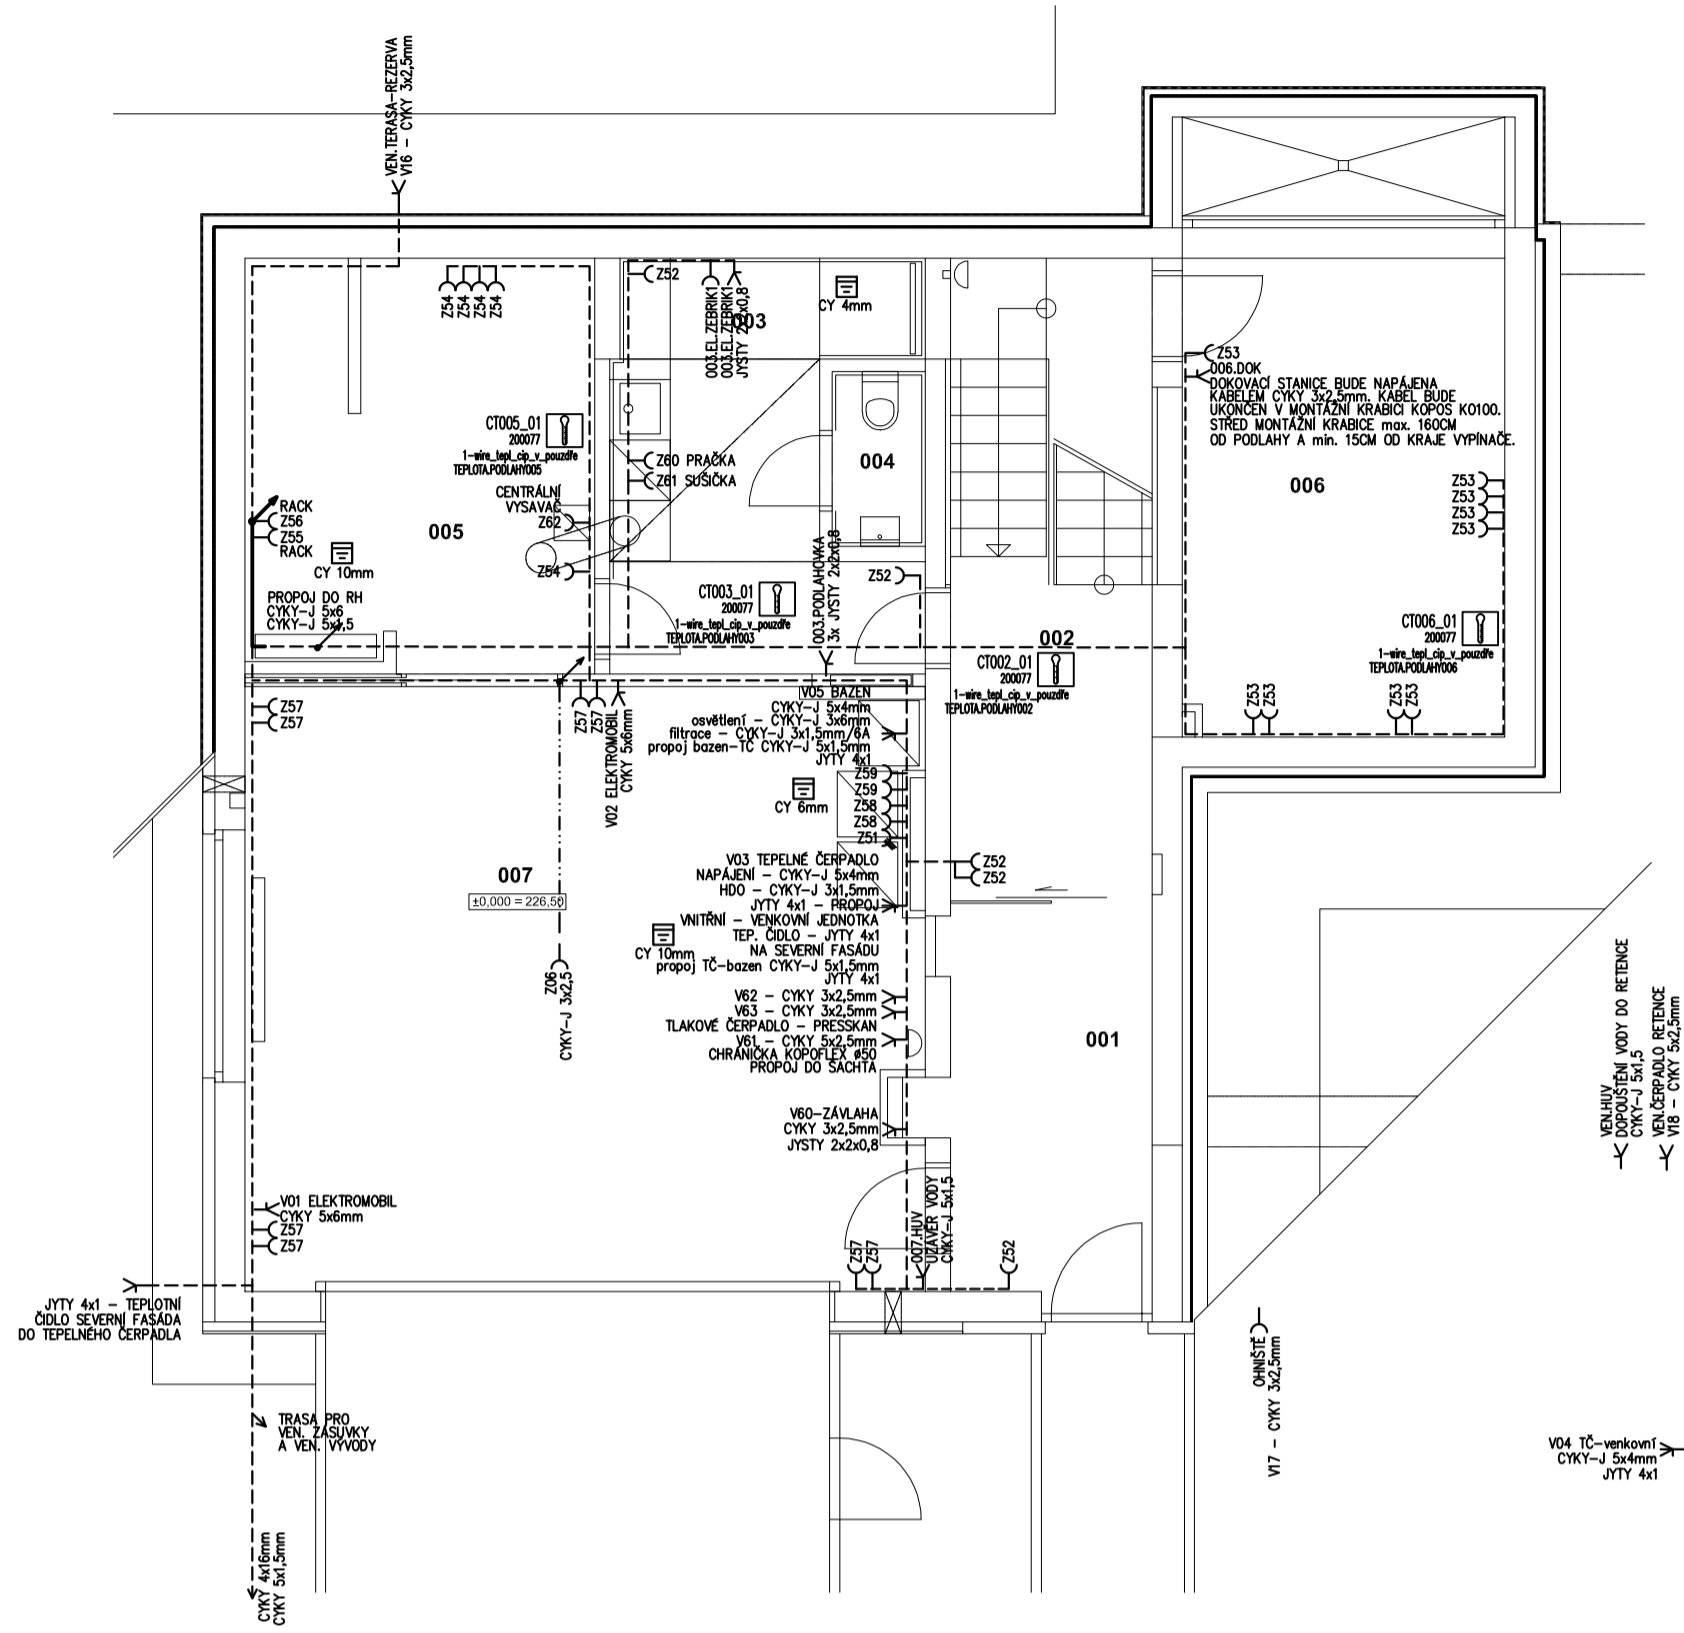 VEN.TERASA-REZERVA
V16 - CYKY 3x2,5mm
Z54
Z54
Z54
Z54
Z52
003.EL.ZEBRIK1
003.EL.ZEBRIK1
JYSTY 2x2x0,8
003
CY 4mm
Z53
006.DOK
DOKOVACÍ STANICE BUDE NAPÁJENA
KABELEM CYKY 3x2,5mm. KABEL BUDE
UKONČEN V MONTÁŽNÍ KRABICI KOPOS KO100.
STŘED MONTÁŽNÍ KRABICE max. 160CM
OD PODLAHY A min. 15CM OD KRAJE VYPÍNAČE.
CT005_01
200077
1-wire_tepl_cip_v_pouzdře
TEPLOTA.PODLAHY005
Z60 PRAČKA
Z61 SUŠIČKA
004
006
Z53
Z53
Z53
Z53
CENTRÁLNÍ
VYSAVAČ
Z62
RACK
Z56
Z55
RACK
005
CY 10mm
Z54
PROPOJ DO RH
CYKY-J 5x6
CYKY-J 5x1,5
CT003_01
200077
1-wire_tepl_cip_v_pouzdře
TEPLOTA.PODLAHY003
003.PODLAHOVKA
3x JYSTY 2x2x0,8
Z52
002
CT002_01
200077
1-wire_tepl_cip_v_pouzdře
TEPLOTA.PODLAHY002
CT006_01
200077
1-wire_tepl_cip_v_pouzdře
TEPLOTA.PODLAHY006
Z53
Z53
Z53
Z53
Z57
Z57
Z57
Z57
V02 ELEKTROMOBIL
CYKY 5x6mm
V05 BAZEN
CYKY-J 5x4mm
osvětlení - CYKY-J 3x6mm
filtrace - CYKY-J 3x1,5mm/6A
propoj bazen-TČ CYKY-J 5x1,5mm
JYTY 4x1
Z59
Z59
Z58
Z58
Z51
CY 6mm
Z52
Z52
007
±0,000 = 226,50
V03 TEPELNÉ ČERPADLO
NAPÁJENÍ - CYKY-J 5x4mm
HDO - CYKY-J 3x1,5mm
JYTY 4x1 - PROPOJ
VNITŘNÍ - VENKOVNÍ JEDNOTKA
TEP. ČIDLO - JYTY 4x1
NA SEVERNÍ FASÁDU
propoj TČ-bazen CYKY-J 5x1,5mm
JYTY 4x1
CY 10mm
Z06
CYKY-J 3x2,5
V62 - CYKY 3x2,5mm
V63 - CYKY 3x2,5mm
TLAKOVÉ ČERPADLO - PRESSKAN
V61 - CYKY 5x2,5mm
CHRÁNIČKA KOPOFLEX ø50
PROPOJ DO ŠACHTA
001
V60-ZÁVLAHA
CYKY 3x2,5mm
JYSTY 2x2x0,8
VEN.HUV
DOPOUŠTĚNÍ VODY DO RETENCE
CYKY-J 5x1,5
VEN.ČERPADLO RETENCE
V18 - CYKY 5x2,5mm
V01 ELEKTROMOBIL
CYKY 5x6mm
Z57
Z57
Z57
Z57
007.HUV
UZÁVĚR VODY
CYKY-J 5x1,5
Z52
JYTY 4x1 - TEPLOTNÍ
ČIDLO SEVERNÍ FASÁDA
DO TEPELNÉHO ČERPADLA
OHNIŠTĚ
V17 - CYKY 3x2,5mm
TRASA PRO
VEN. ZÁSUVKY
A VEN. VÝVODY
V04 TČ-venkovní
CYKY-J 5x4mm
JYTY 4x1
CYKY 4x16mm
CYKY 5x1,5mm